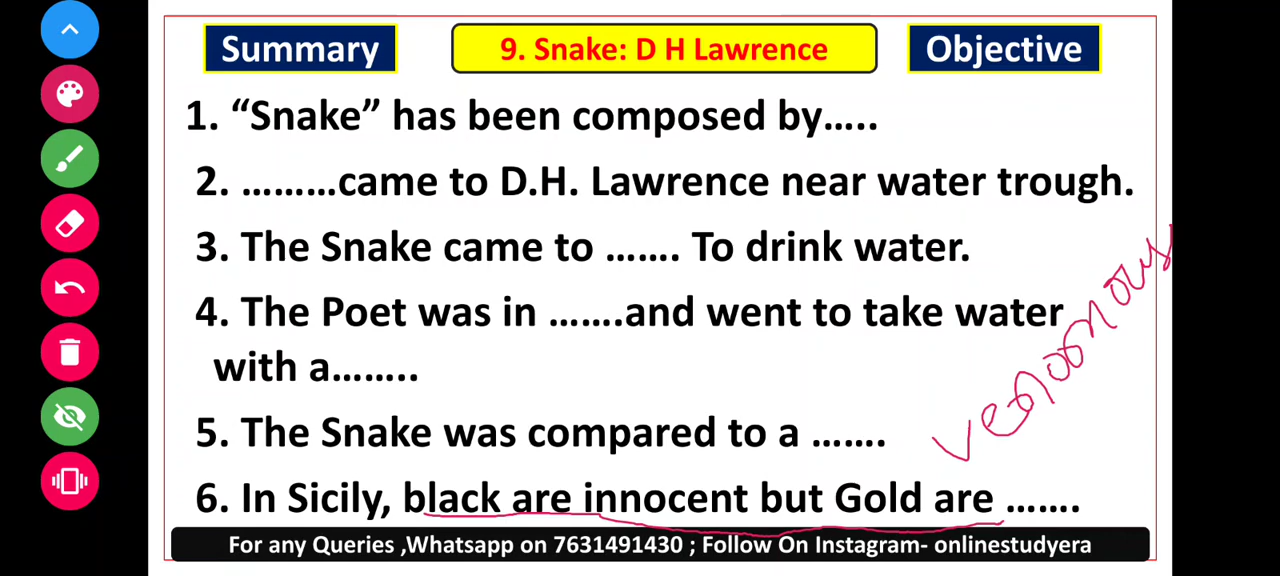 Summary
9. Snake: D H Lawrence
Objective
1. “Snake” has been composed by.....
2. .........came to D.H. Lawrence near water trough.
3. The Snake came to ....... To drink water.
4. The Poet was in .......and went to take water
with a........
5. The Snake was compared to a .......
6. In Sicily, black are innocent but Gold are .......
venomous
For any Queries ,Whatsapp on 7631491430 ; Follow On Instagram- onlinestudyera